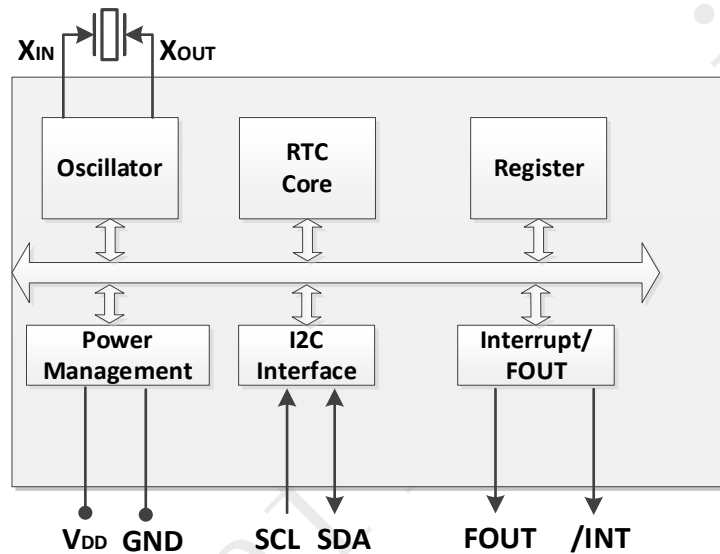 XIN XOUT
Oscillator
RTC
Core
Register
Power
Management
I2C
Interface
Interrupt/
FOUT
VDD GND SCL SDA FOUT /INT